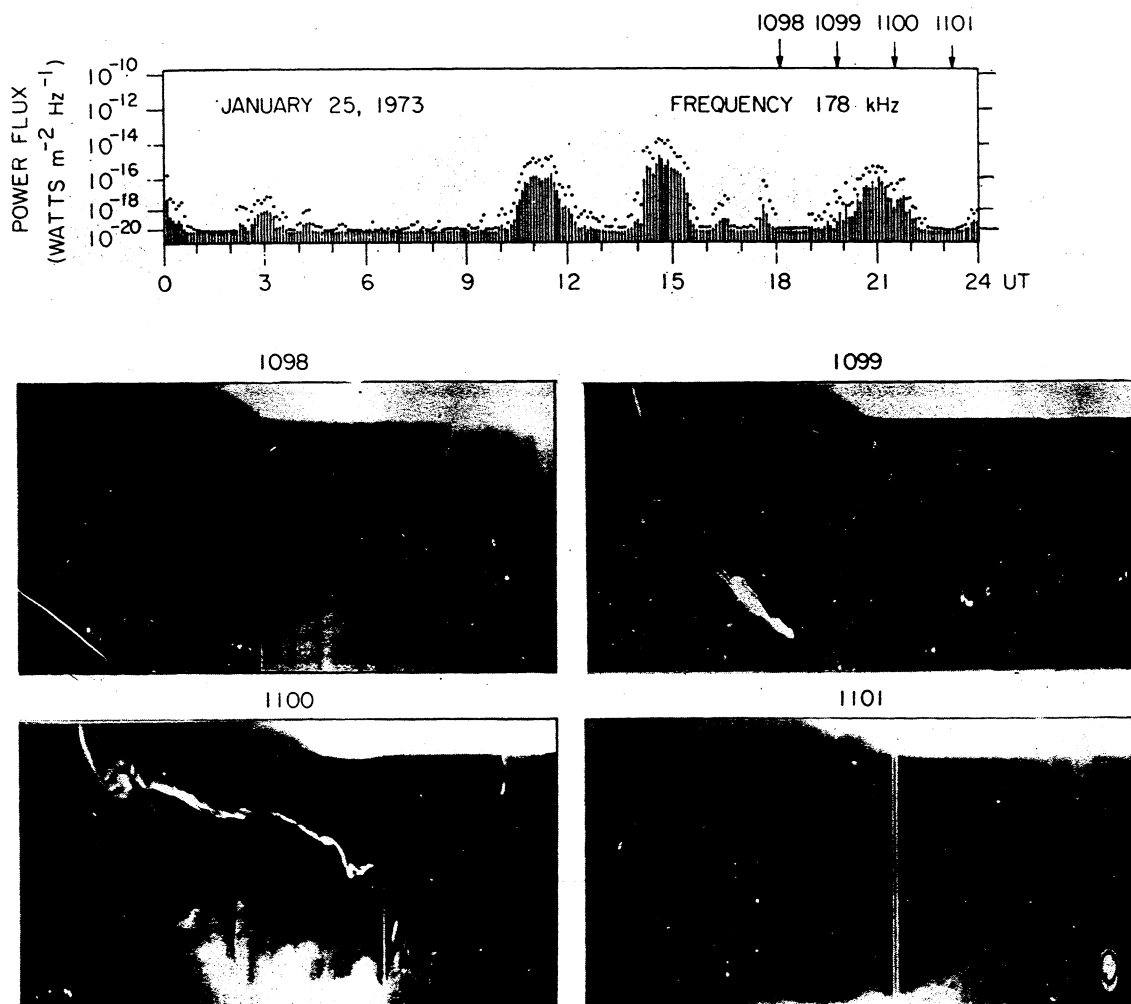 1098 1099 1100 1101
POWER FLUX
(WATTS m⁻² Hz⁻¹)
10⁻¹⁰
10⁻¹²
10⁻¹⁴
10⁻¹⁶
10⁻¹⁸
10⁻²⁰
JANUARY 25, 1973 FREQUENCY 178 kHz
0 3 6 9 12 15 18 21 24 UT
1098 1099
1100 1101